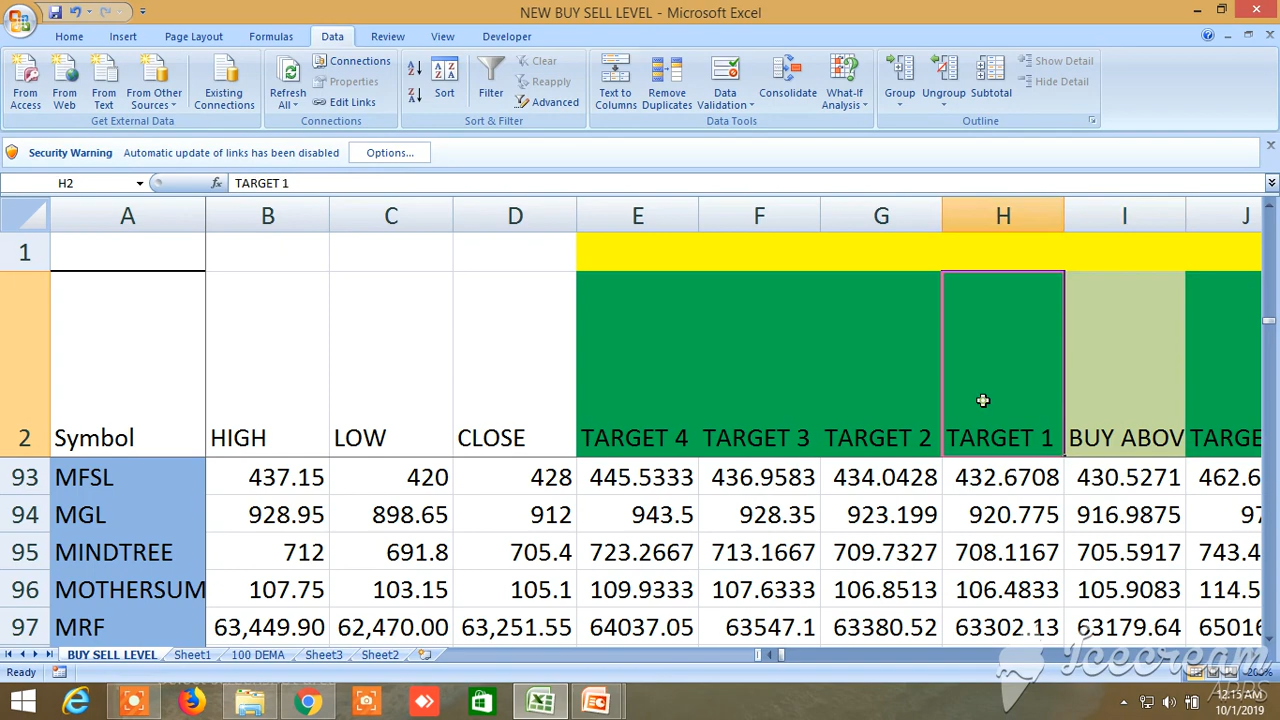 NEW BUY SELL LEVEL - Microsoft Excel
Home Insert Page Layout Formulas Data Review View Developer
From Access From Web From Text From Other Sources Existing Connections
Get External Data
Refresh All Connections Properties Edit Links
Connections
Sort Filter Clear Reapply Advanced
Sort & Filter
Text to Columns Remove Duplicates Data Validation Consolidate What-If Analysis
Data Tools
Group Ungroup Subtotal Show Detail Hide Detail
Outline
Security Warning Automatic update of links has been disabled Options...
H2 fx TARGET 1
A B C D E F G H I J
1
2 Symbol HIGH LOW CLOSE TARGET 4 TARGET 3 TARGET 2 TARGET 1 BUY ABOV TARGE
93 MFSL 437.15 420 428 445.5333 436.9583 434.0428 432.6708 430.5271 462.6
94 MGL 928.95 898.65 912 943.5 928.35 923.199 920.775 916.9875 97
95 MINDTREE 712 691.8 705.4 723.2667 713.1667 709.7327 708.1667 705.5917 743.4
96 MOTHERSUM 107.75 103.15 105.1 109.9333 107.6333 106.8513 106.4833 105.9083 114.5
97 MRF 63,449.90 62,470.00 63,251.55 64037.05 63547.1 63380.52 63302.13 63179.64 65016
BUY SELL LEVEL Sheet1 100 DEMA Sheet3 Sheet2
Ready 200%
Icecream
APPS
12:15 AM
10/1/2019